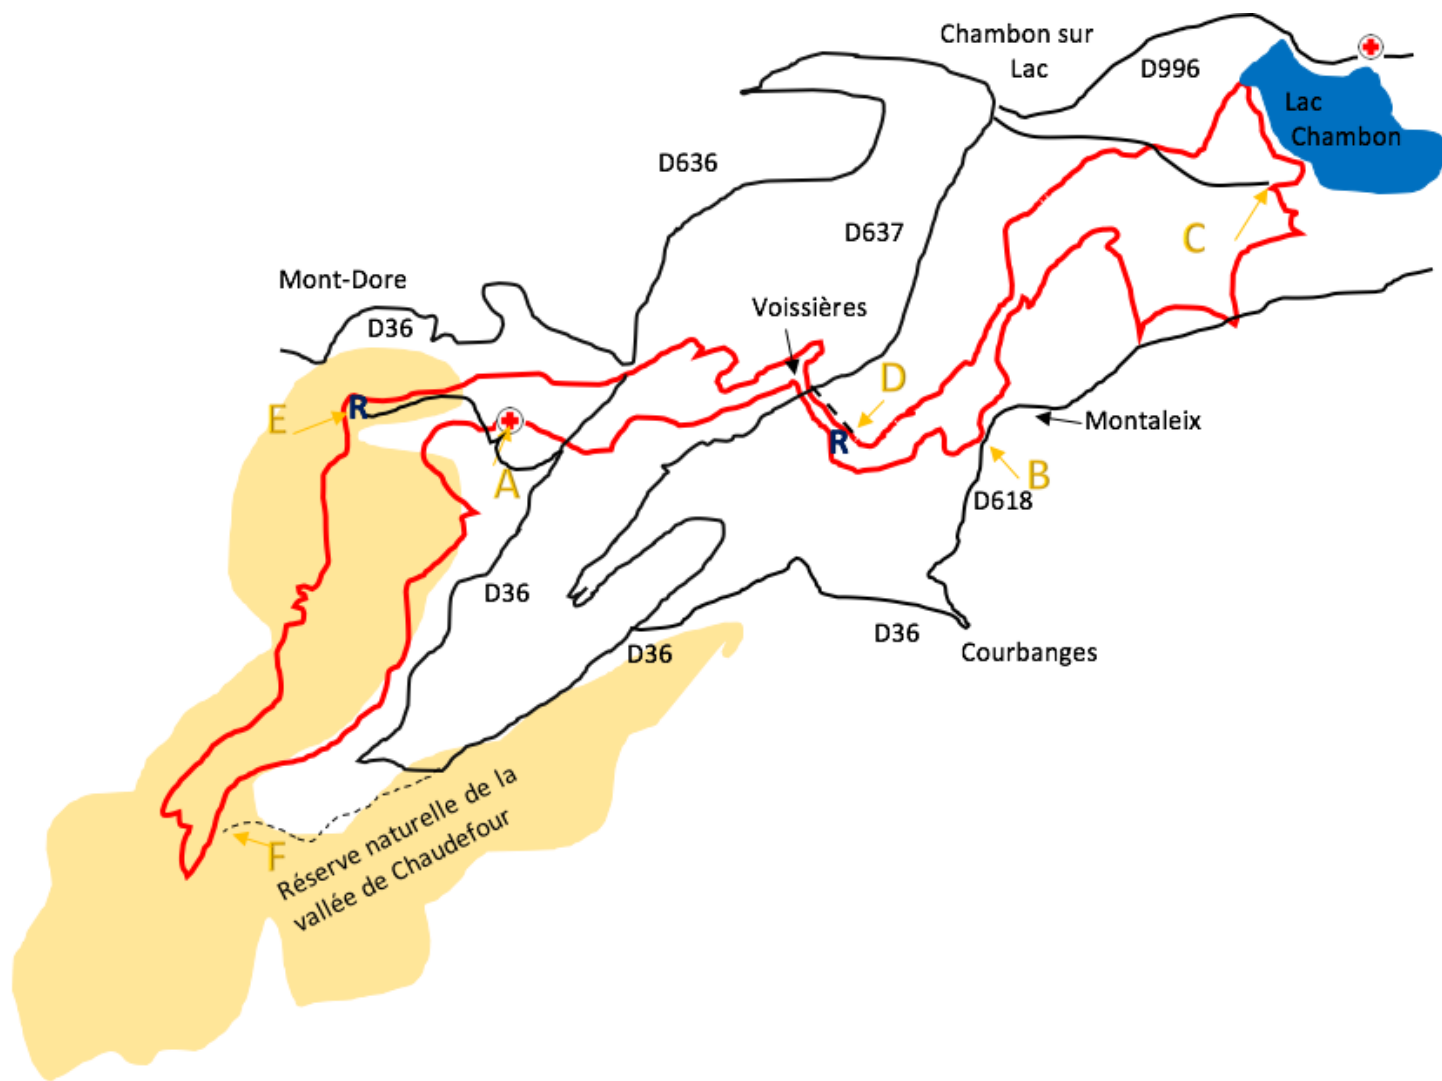 Chambon sur
Lac
D996
Lac
Chambon
D636
D637
C
Mont-Dore
D36
Voissières
D
E
R
R
Montaleix
A
B
D618
D36
D36
D36
Courbanges
F
Réserve naturelle de la
vallée de Chaudefour